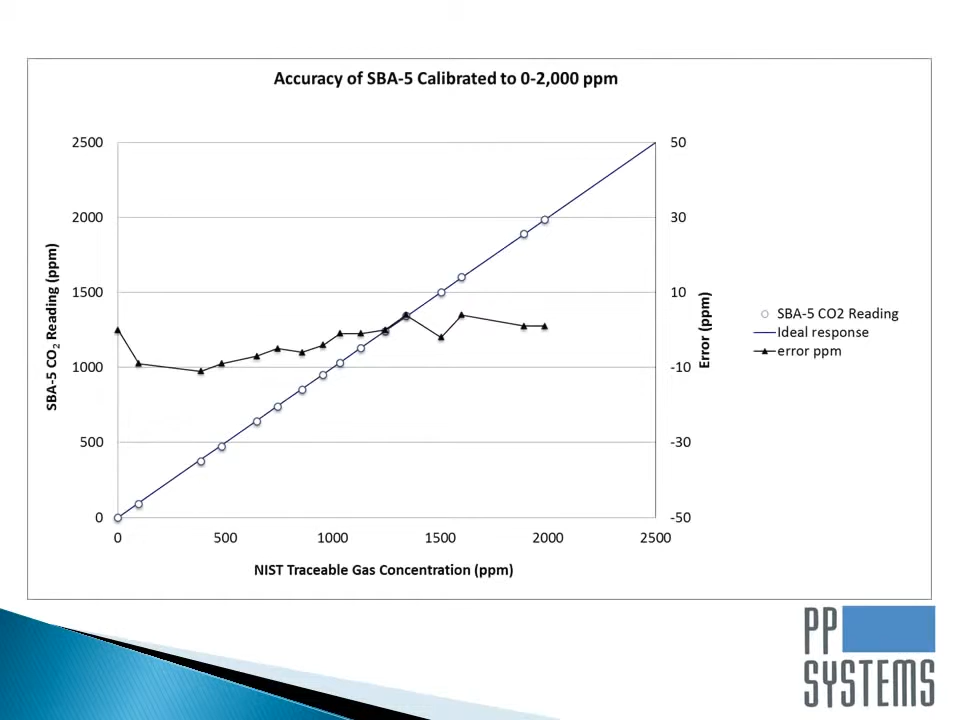 Accuracy of SBA-5 Calibrated to 0-2,000 ppm
2500
2000
1500
1000
500
0
SBA-5 CO2 Reading (ppm)
50
30
10
-10
-30
-50
Error (ppm)
0 500 1000 1500 2000 2500
NIST Traceable Gas Concentration (ppm)
SBA-5 CO2 Reading
Ideal response
error ppm
PP
SYSTEMS